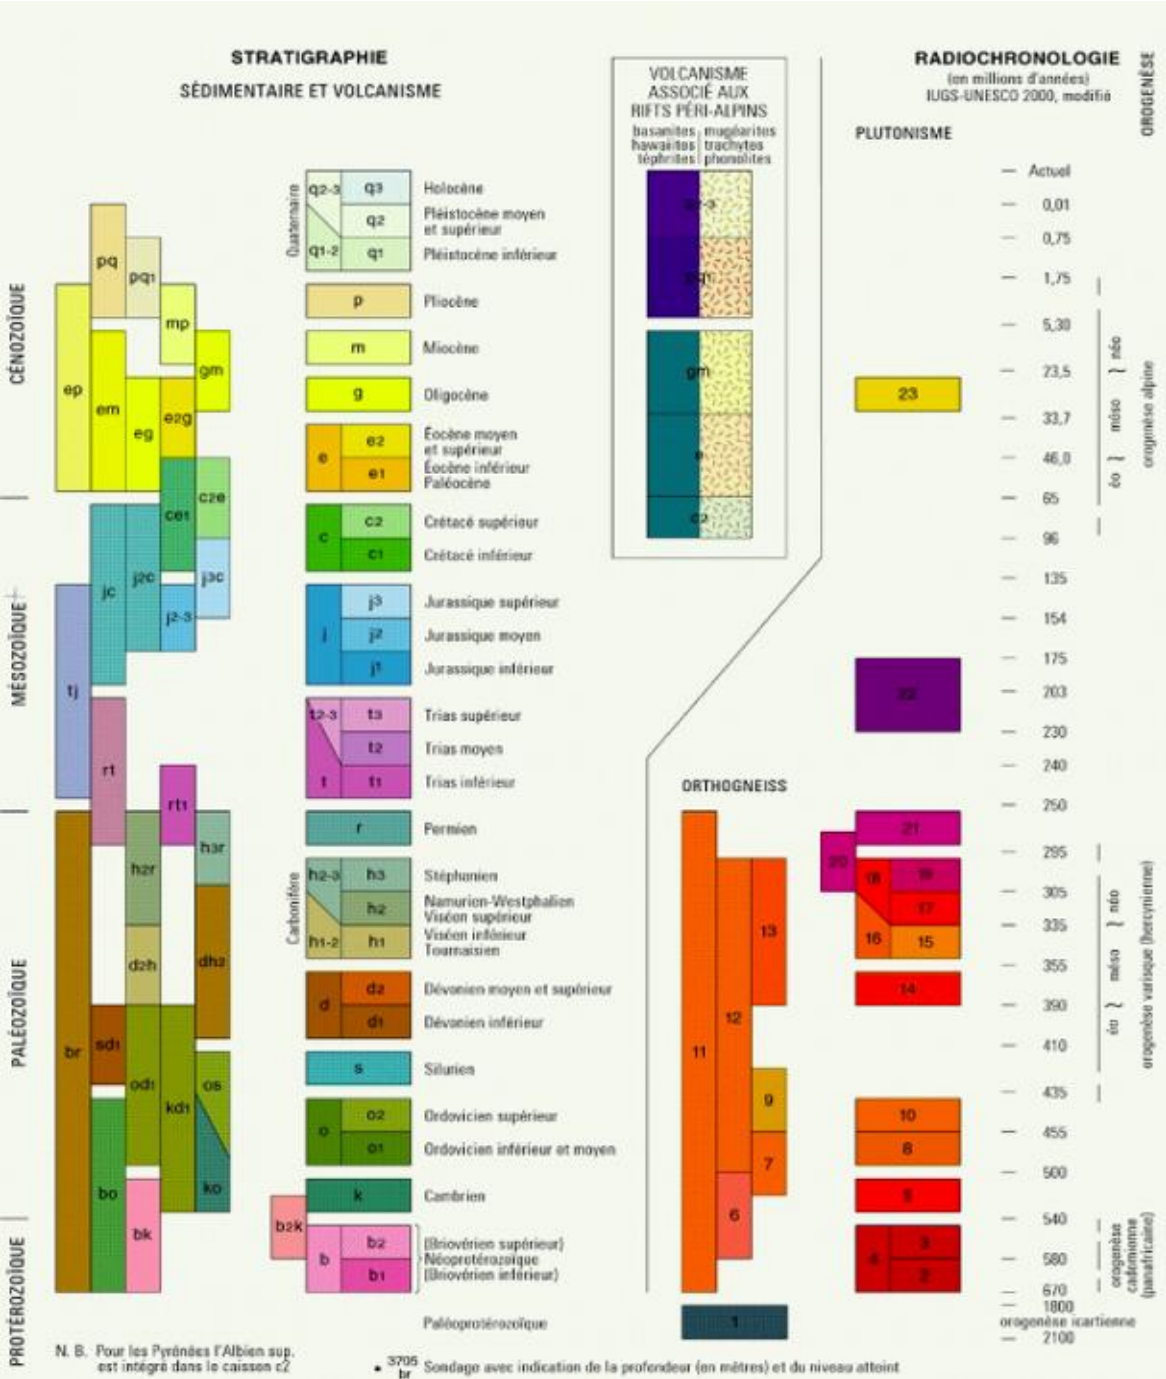 STRATIGRAPHIE
SÉDIMENTAIRE ET VOLCANISME
VOLCANISME
ASSOCIÉ AUX
RIFTS PÉRI-ALPINS
basanites mugéarites
hawaiites trachytes
téphrites phonolites
RADIOCHRONOLOGIE
(en millions d'années)
IUGS-UNESCO 2000, modifié
PLUTONISME
OROGENÈSE
CÉNOZOÏQUE
MÉSOZOÏQUE
PALÉOZOÏQUE
PROTÉROZOÏQUE
pq
pq1
mp
gm
ep
em
eg
e2g
ce1
c2e
jc
j2c
j3c
j2-3
tj
rt
rt1
h3r
h2r
d2h
dh3
br
sd1
od1
kd1
os
bo
ko
bk
b2k
Quaternaire
q2-3 q3 Holocène
q2 Pléistocène moyen
et supérieur
q1-2 q1 Pléistocène inférieur
p Pliocène
m Miocène
g Oligocène
e e2 Éocène moyen
et supérieur
e1 Éocène inférieur
Paléocène
c c2 Crétacé supérieur
c1 Crétacé inférieur
j j3 Jurassique supérieur
j2 Jurassique moyen
j1 Jurassique inférieur
t2-3 t3 Trias supérieur
t2 Trias moyen
t t1 Trias inférieur
r Permien
Carbonifère
h2-3 h3 Stéphanien
h2 Namurien-Westphalien
Viséen supérieur
h1-2 h1 Viséen inférieur
Tournaisien
d d2 Dévonien moyen et supérieur
d1 Dévonien inférieur
s Silurien
o o2 Ordovicien supérieur
o1 Ordovicien inférieur et moyen
k Cambrien
b b2 (Briovérien supérieur)
Néoprotérozoïque
b1 (Briovérien inférieur)
Paléoprotérozoïque
pq1
gm
e
c2
ORTHOGNEISS
11
12
13
9
7
6
1
23
22
21
20
18 19
17
16 15
14
10
8
4 3
2
Actuel
0,01
0,75
1,75
5,30
73,5
33,7
46,0
65
96
135
154
175
203
230
240
250
295
305
335
355
390
410
435
455
500
540
580
670
1800
orogenèse icartienne
2100
éo méso néo
orogenèse alpine
éo méso néo
orogenèse varisque (hercynienne)
orogenèse
cadomienne
(panafricaine)
N. B. Pour les Pyrénées l'Albien sup.
est intégré dans le caisson c2
3705
br Sondage avec indication de la profondeur (en mètres) et du niveau atteint